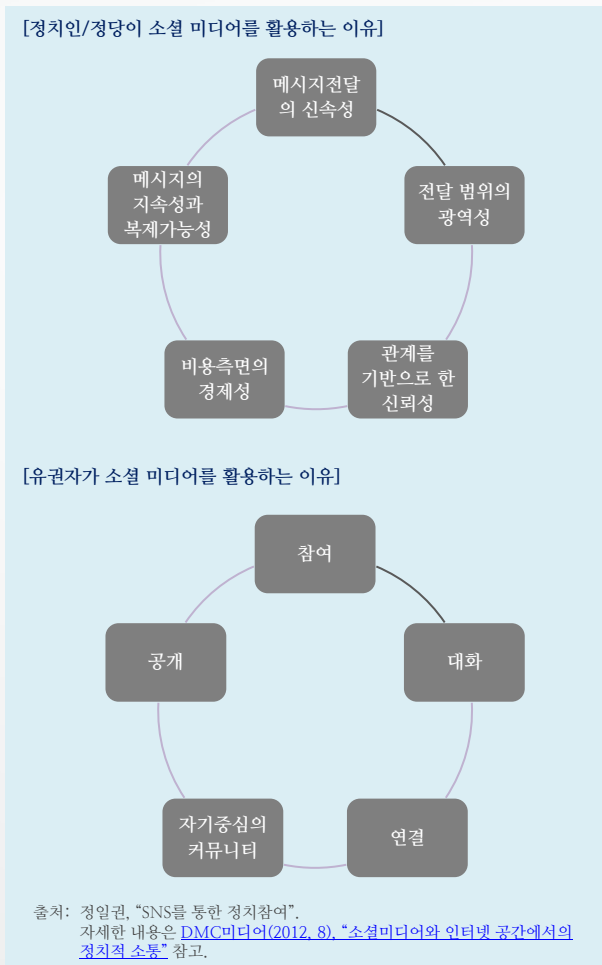 [정치인/정당이 소셜 미디어를 활용하는 이유]
메시지전달
의 신속성
전달 범위의
광역성
관계를
기반으로 한
신뢰성
비용측면의
경제성
메시지의
지속성과
복제가능성
[유권자가 소셜 미디어를 활용하는 이유]
참여
대화
연결
자기중심의
커뮤니티
공개
출처: 정일권, “SNS를 통한 정치참여”.
자세한 내용은 DMC미디어(2012, 8), “소셜미디어와 인터넷 공간에서의
정치적 소통” 참고.